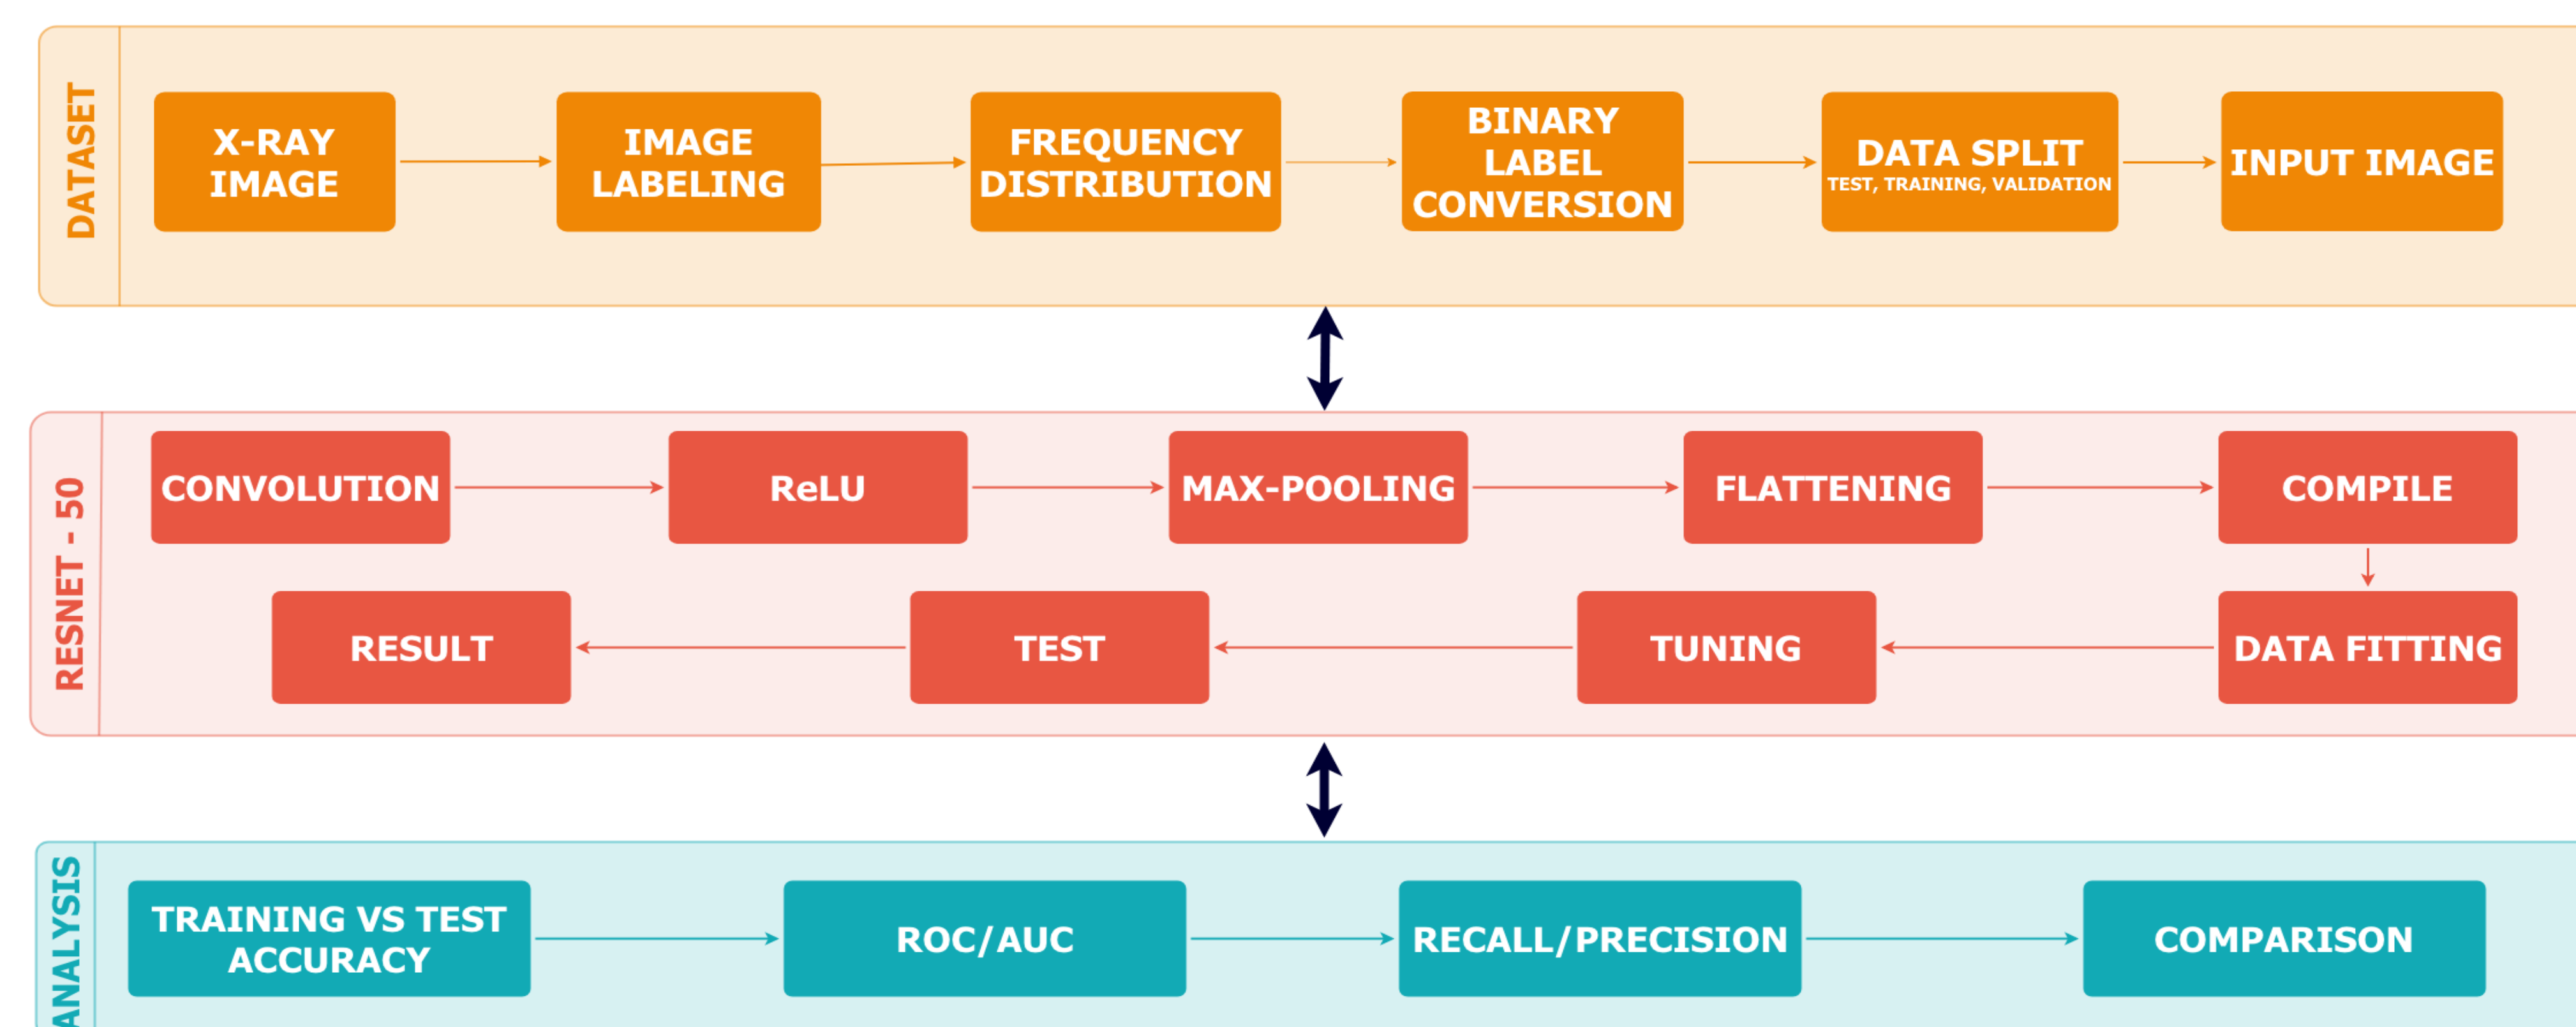 DATASET
X-RAY
IMAGE
IMAGE
LABELING
FREQUENCY
DISTRIBUTION
BINARY
LABEL
CONVERSION
DATA SPLIT
TEST, TRAINING, VALIDATION
INPUT IMAGE
RESNET - 50
CONVOLUTION
ReLU
MAX-POOLING
FLATTENING
COMPILE
DATA FITTING
TUNING
TEST
RESULT
ANALYSIS
TRAINING VS TEST
ACCURACY
ROC/AUC
RECALL/PRECISION
COMPARISON